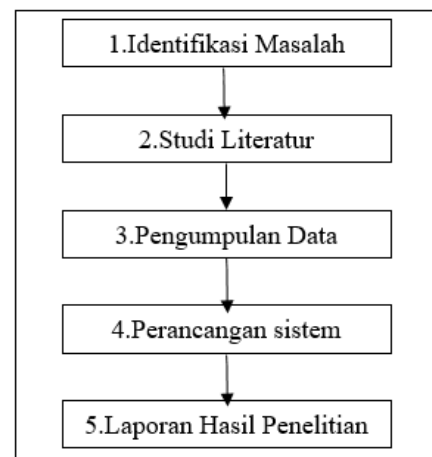 1.Identifikasi Masalah
2.Studi Literatur
3.Pengumpulan Data
4.Perancangan sistem
5.Laporan Hasil Penelitian